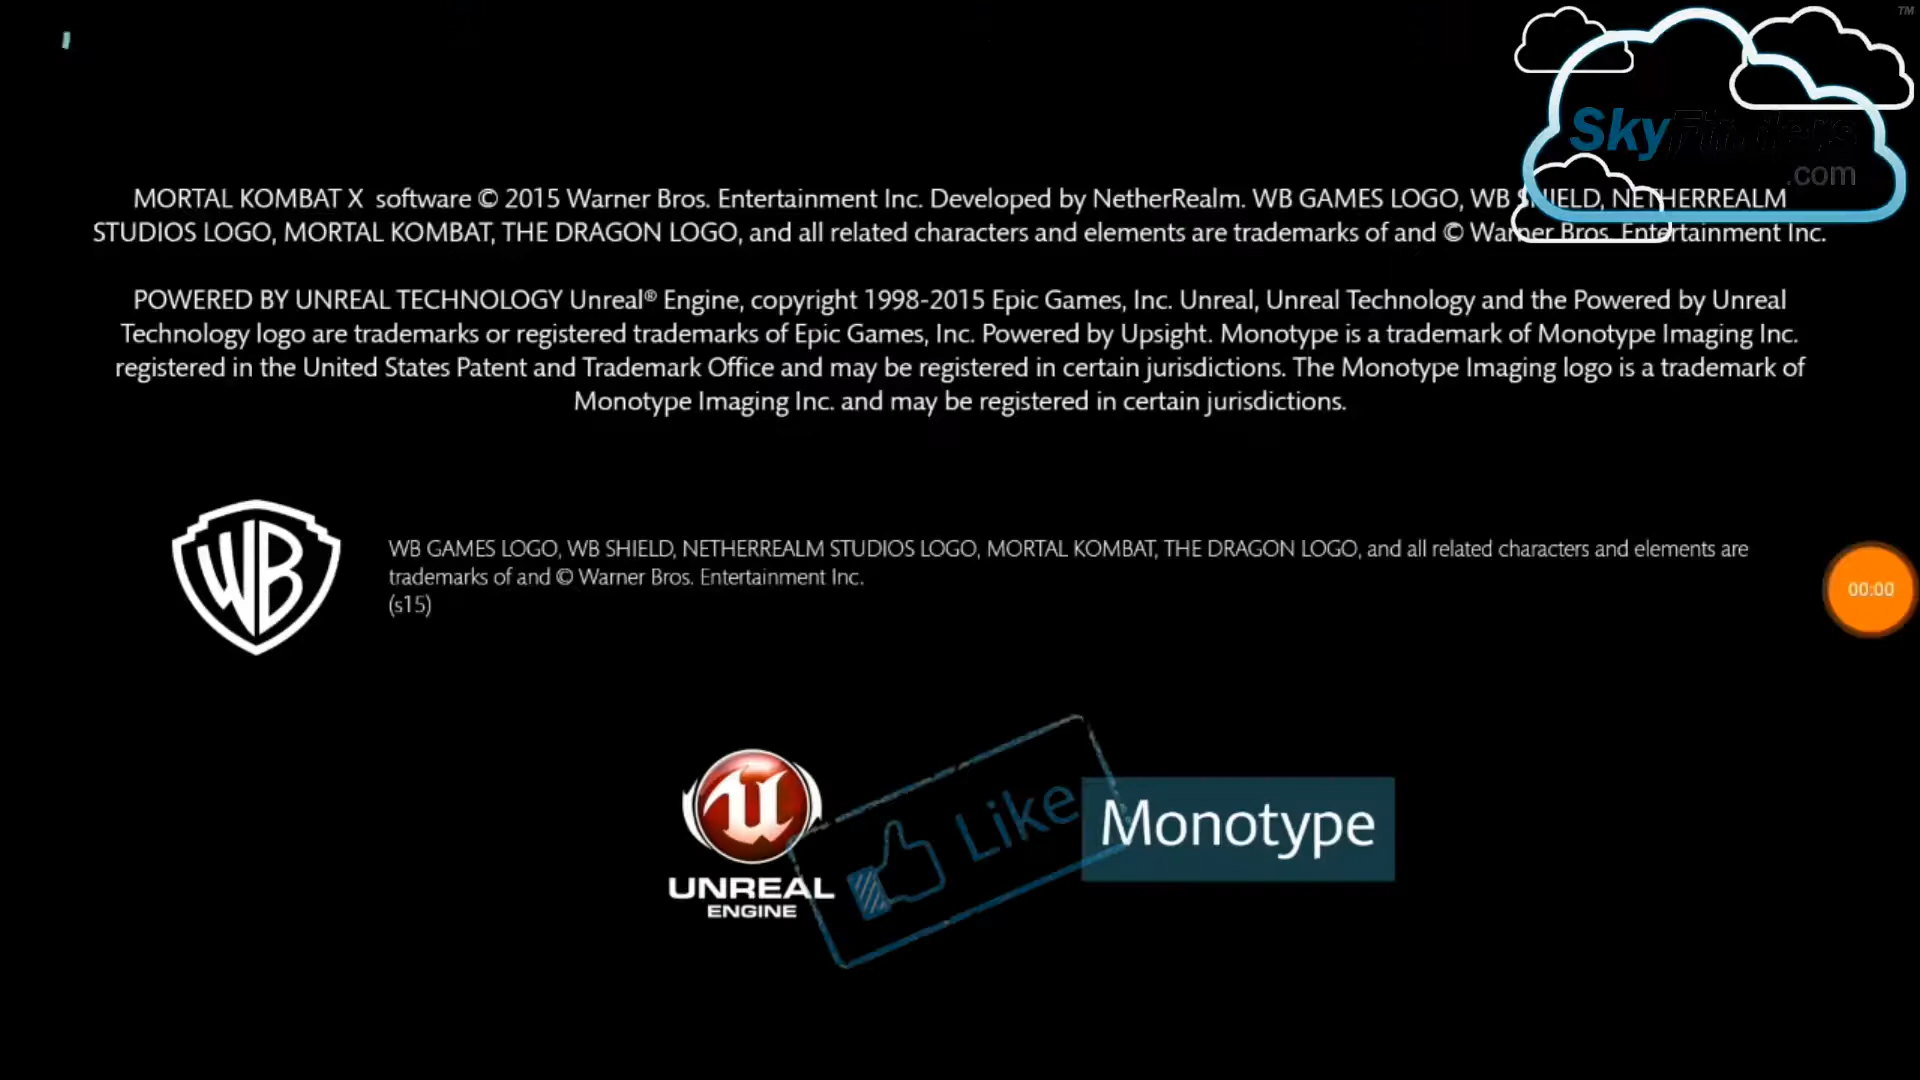 TM
SkyFinders
.com
MORTAL KOMBAT X software © 2015 Warner Bros. Entertainment Inc. Developed by NetherRealm. WB GAMES LOGO, WB SHIELD, NETHERREALM
STUDIOS LOGO, MORTAL KOMBAT, THE DRAGON LOGO, and all related characters and elements are trademarks of and © Warner Bros. Entertainment Inc.
POWERED BY UNREAL TECHNOLOGY Unreal® Engine, copyright 1998-2015 Epic Games, Inc. Unreal, Unreal Technology and the Powered by Unreal
Technology logo are trademarks or registered trademarks of Epic Games, Inc. Powered by Upsight. Monotype is a trademark of Monotype Imaging Inc.
registered in the United States Patent and Trademark Office and may be registered in certain jurisdictions. The Monotype Imaging logo is a trademark of
Monotype Imaging Inc. and may be registered in certain jurisdictions.
WB
WB GAMES LOGO, WB SHIELD, NETHERREALM STUDIOS LOGO, MORTAL KOMBAT, THE DRAGON LOGO, and all related characters and elements are
trademarks of and © Warner Bros. Entertainment Inc.
(s15)
00:00
Like
Monotype
UNREAL
ENGINE